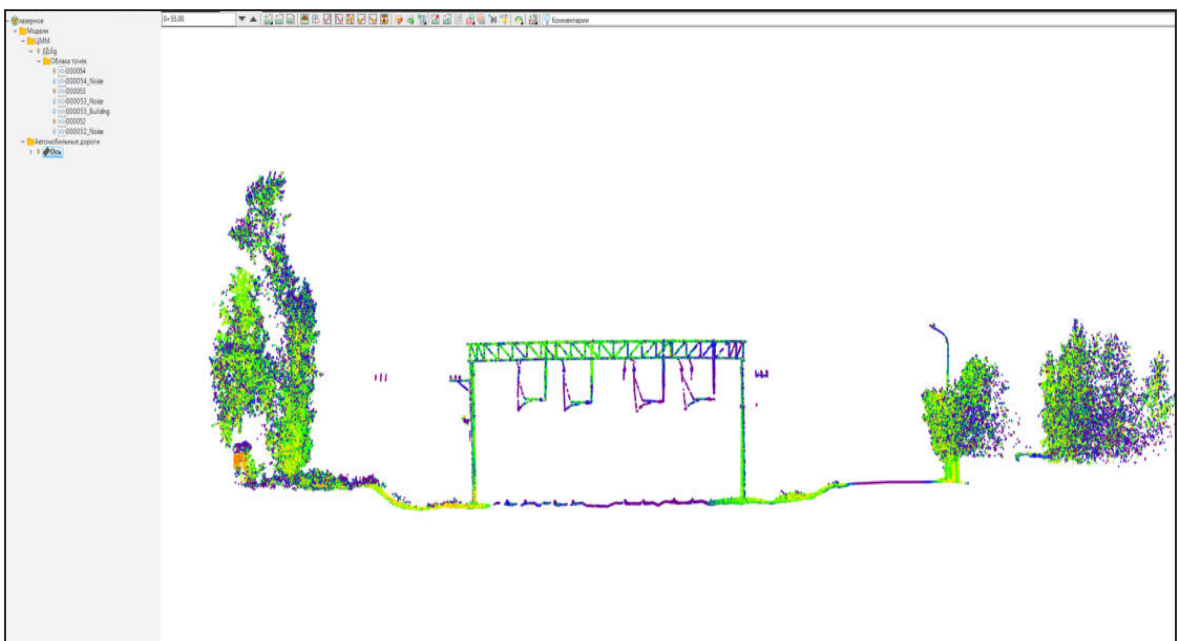 лазерное
0+55.00
Комментарии
Модели
ЦММ
Облака точек
000054
000054_Noise
000053
000053_Noise
000053_Building
000052
000052_Noise
Автомобильные дороги
Ось